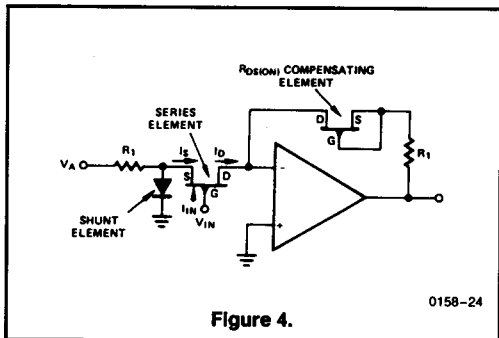 RDS(ON) COMPENSATING
ELEMENT
D
S
G
SERIES
ELEMENT
R1
VA
IS
ID
S
D
G
IIN
VIN
SHUNT
ELEMENT
-
+
R1
0158-24
Figure 4.